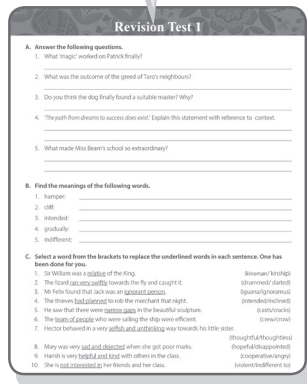 Revision Test 1
A. Answer the following questions.
1. What 'magic' worked on Patrick finally?
2. What was the outcome of the greed of Taro's neighbours?
3. Do you think the dog finally found a suitable master? Why?
4. 'The path from dreams to success does exist.' Explain this statement with reference to context.
5. What made Miss Beam's school so extraordinary?
B. Find the meanings of the following words.
1. hamper:
2. cliff:
3. intended:
4. gradually:
5. indifferent:
C. Select a word from the brackets to replace the underlined words in each sentence. One has
been done for you.
1. Sir William was a relative of the King. (kinsman/ kinship)
2. The lizard ran very swiftly towards the fly and caught it. (drummed/ darted)
3. Mr Felix found that Jack was an ignorant person. (iguana/ignoramus)
4. The thieves had planned to rob the merchant that night. (intended/inclined)
5. He saw that there were narrow gaps in the beautiful sculpture. (casts/cracks)
6. The team of people who were sailing the ship were efficient. (crew/crow)
7. Hector behaved in a very selfish and unthinking way towards his little sister.
(thoughtful/thoughtless)
8. Mary was very sad and dejected when she got poor marks. (hopeful/disappointed)
9. Harish is very helpful and kind with others in the class. (cooperative/angry)
10. She is not interested in her friends and her class. (violent/indifferent to)